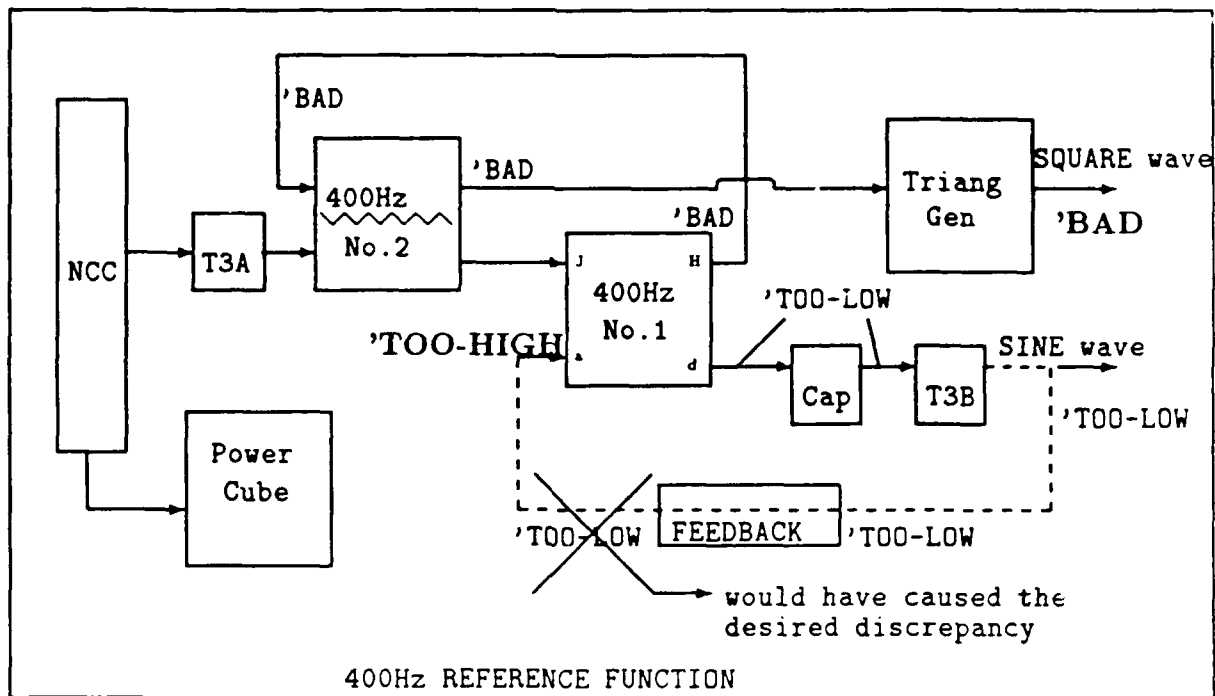 'BAD
'BAD
SQUARE wave
400Hz
No.2
Triang
Gen
'BAD
'BAD
NCC
T3A
J
H
400Hz
No.1
'TOO-LOW
'TOO-HIGH
a
d
SINE wave
Cap
T3B
'TOO-LOW
Power
Cube
'TOO-LOW
FEEDBACK
'TOO-LOW
would have caused the
desired discrepancy
400Hz REFERENCE FUNCTION